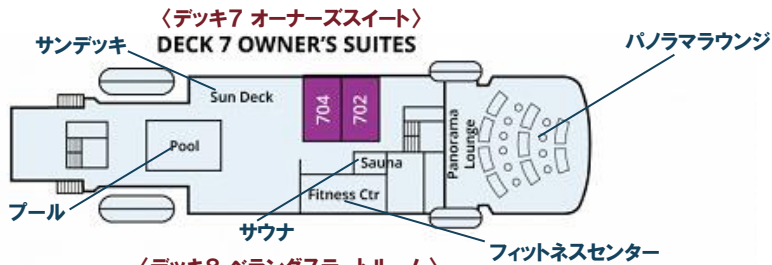 〈デッキ7 オーナーズスイート〉
サンデッキ
DECK 7 OWNER'S SUITES
パノラマラウンジ
Sun Deck
704
702
Panorama
Lounge
Pool
Sauna
Fitness Ctr
プール
サウナ
フィットネスセンター